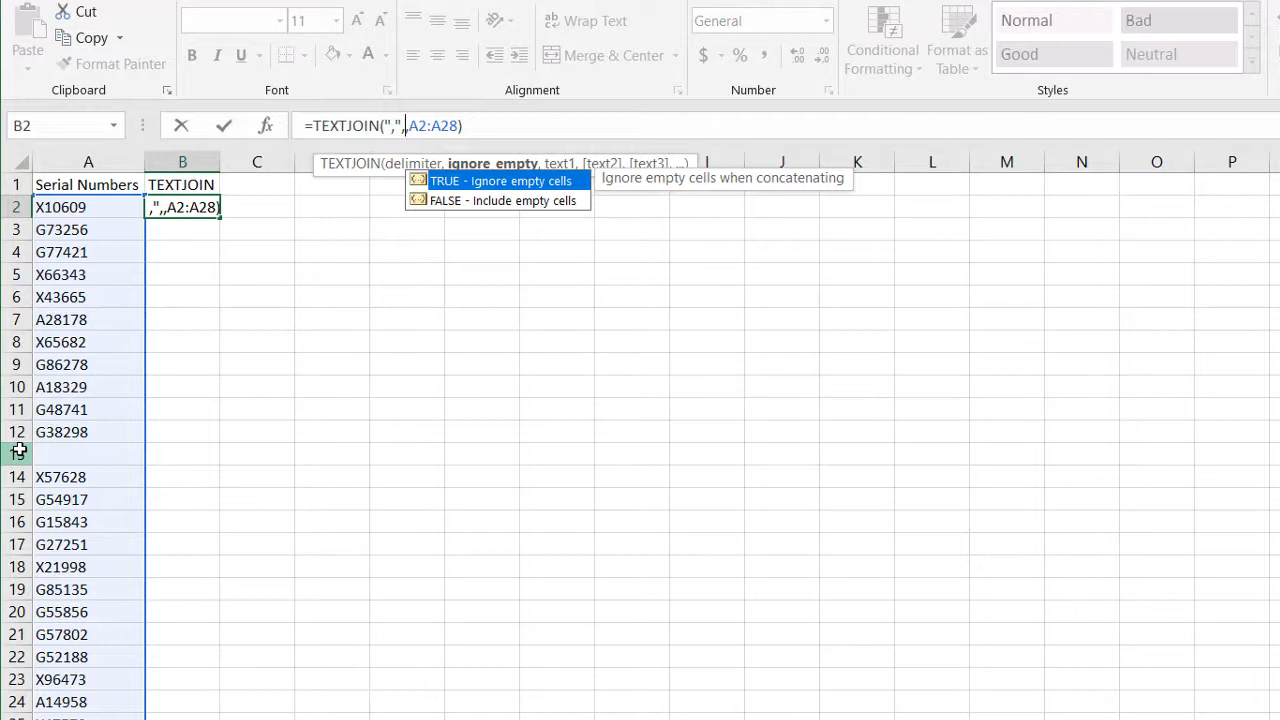 Cut
Copy
Paste
Format Painter
Clipboard
11
A A
B I U A
Font
ab Wrap Text
Merge & Center
Alignment
General
$ % ,
Number
Conditional
Formatting
Format as
Table
Normal Bad
Good Neutral
Styles
B2 fx =TEXTJOIN(",",,A2:A28)
TEXTJOIN(delimiter, ignore_empty, text1, [text2], [text3], ...)
TRUE - Ignore empty cells
FALSE - Include empty cells
Ignore empty cells when concatenating
A B C I J K L M N O P
1 Serial Numbers TEXTJOIN
2 X10609 ,",,A2:A28)
3 G73256
4 G77421
5 X66343
6 X43665
7 A28178
8 X65682
9 G86278
10 A18329
11 G48741
12 G38298
14 X57628
15 G54917
16 G15843
17 G27251
18 X21998
19 G85135
20 G55856
21 G57802
22 G52188
23 X96473
24 A14958